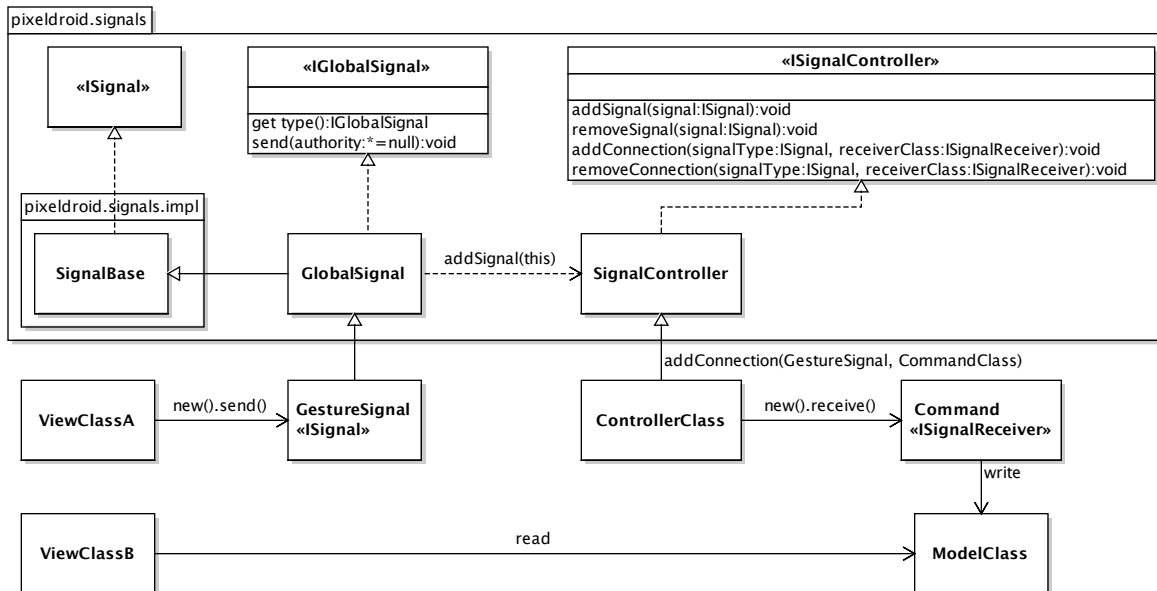 pixeldroid.signals
«ISignal»
«IGlobalSignal»
get type():IGlobalSignal
send(authority:*=null):void
«ISignalController»
addSignal(signal:ISignal):void
removeSignal(signal:ISignal):void
addConnection(signalType:ISignal, receiverClass:ISignalReceiver):void
removeConnection(signalType:ISignal, receiverClass:ISignalReceiver):void
pixeldroid.signals.impl
SignalBase
GlobalSignal
addSignal(this)
SignalController
addConnection(GestureSignal, CommandClass)
ViewClassA
new().send()
GestureSignal
«ISignal»
ControllerClass
new().receive()
Command
«ISignalReceiver»
write
ViewClassB
read
ModelClass